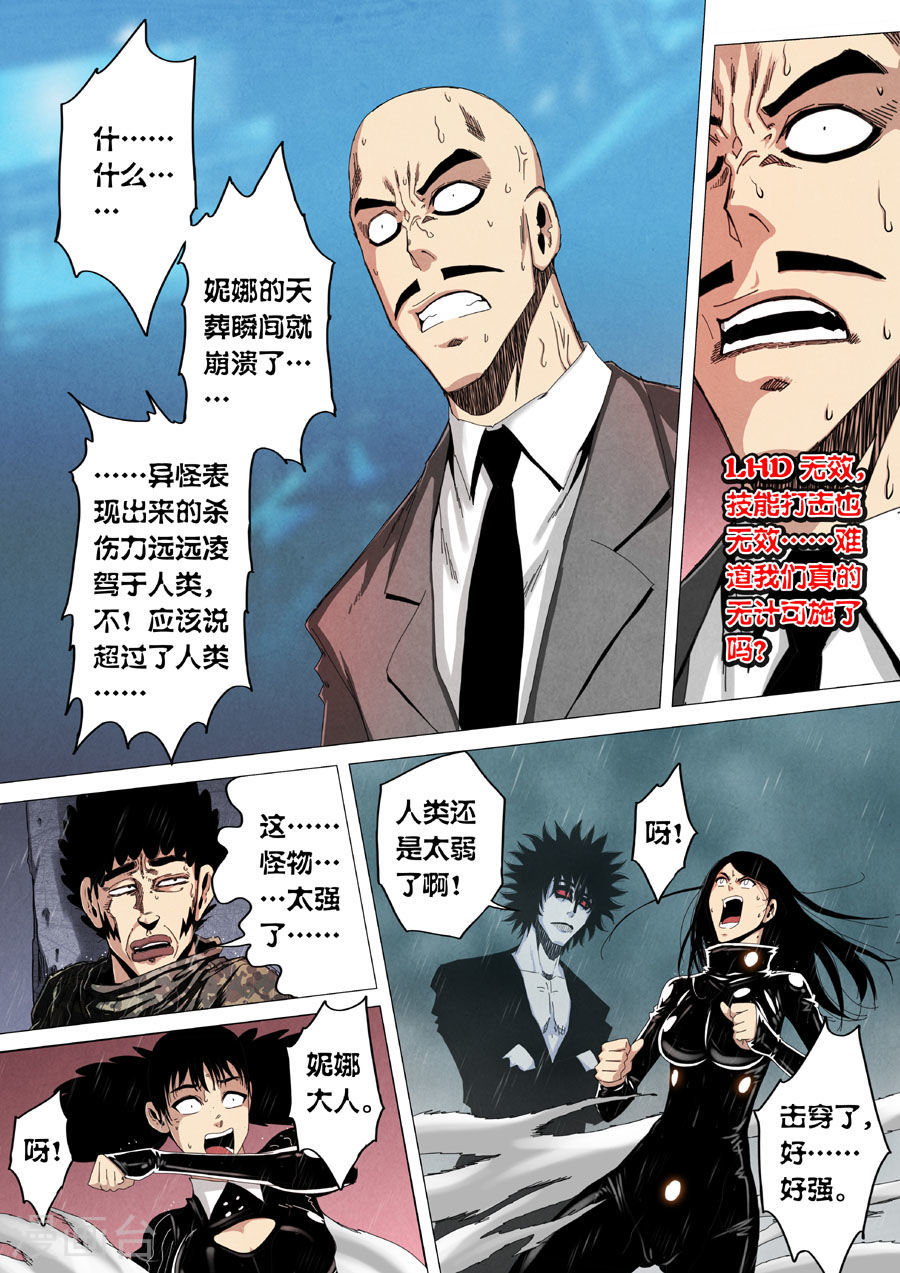 什……
什么…
……
妮娜的天
葬瞬间就
崩溃了…
…
……异怪表
现出来的杀
伤力远远凌
驾于人类，
不！应该说
超过了人类
……
LHD 无效，
技能打击也
无效……难
道我们真的
无计可施了
吗？
这……
怪物…
…太强
了……
人类还
是太弱
了啊！
呀！
击穿了，
好……
好强。
妮娜
大人。
呀！
漫画台